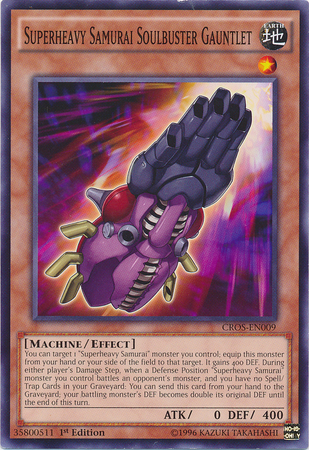 SUPERHEAVY SAMURAI SOULBUSTER GAUNTLET
EARTH
地
CROS-EN009
[MACHINE / EFFECT]
You can target 1 "Superheavy Samurai" monster you control; equip this monster
from your hand or your side of the field to that target. It gains 400 DEF. During
either player's Damage Step, when a Defense Position "Superheavy Samurai"
monster you control battles an opponent's monster, and you have no Spell/
Trap Cards in your Graveyard: You can send this card from your hand to the
Graveyard; your battling monster's DEF becomes double its original DEF until
the end of this turn.
ATK/ 0 DEF/ 400
35800511 1st Edition ©1996 KAZUKI TAKAHASHI